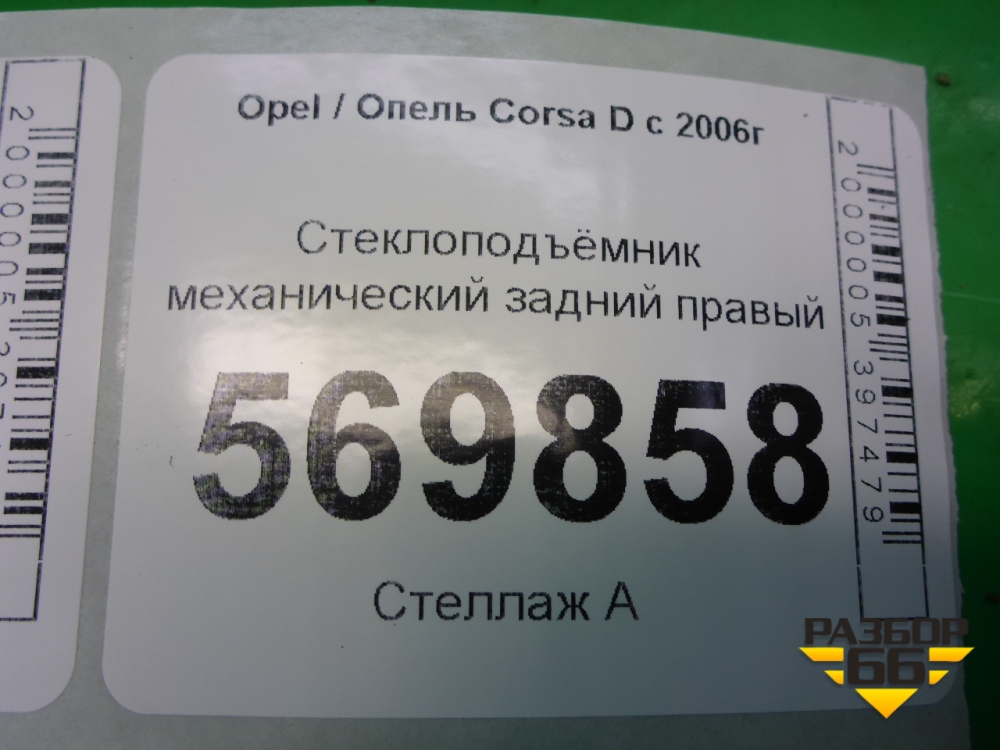 Opel / Опель Corsa D с 2006г
Стеклоподъёмник
механический задний правый
569858
Стеллаж А
2000005397479
РАЗБОР
66